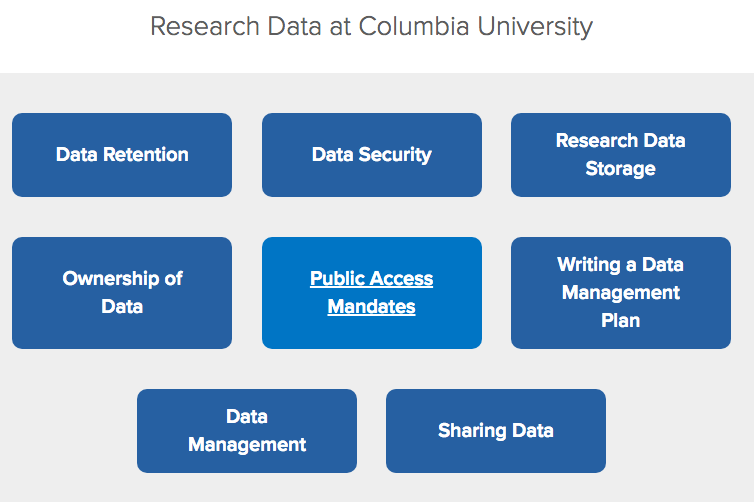 Research Data at Columbia University
Data Retention
Data Security
Research Data
Storage
Ownership of
Data
Public Access
Mandates
Writing a Data
Management
Plan
Data
Management
Sharing Data